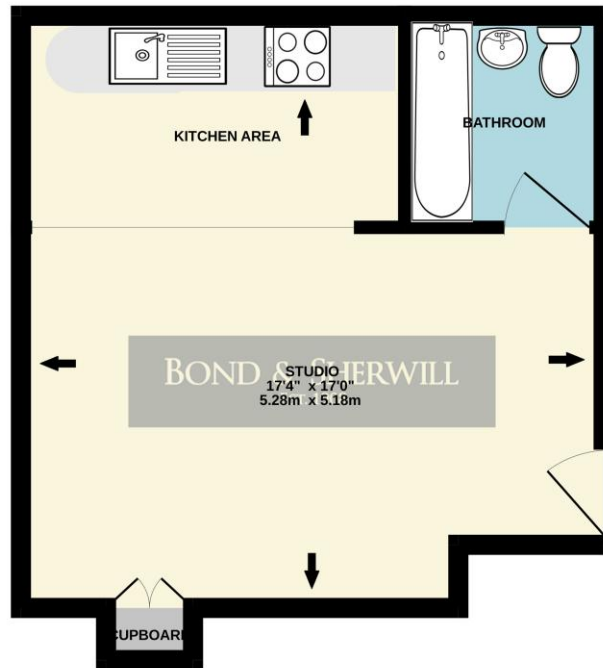 KITCHEN AREA
BATHROOM
BOND & SHERWILL
STUDIO
17'4" x 17'0"
5.28m x 5.18m
CUPBOARD